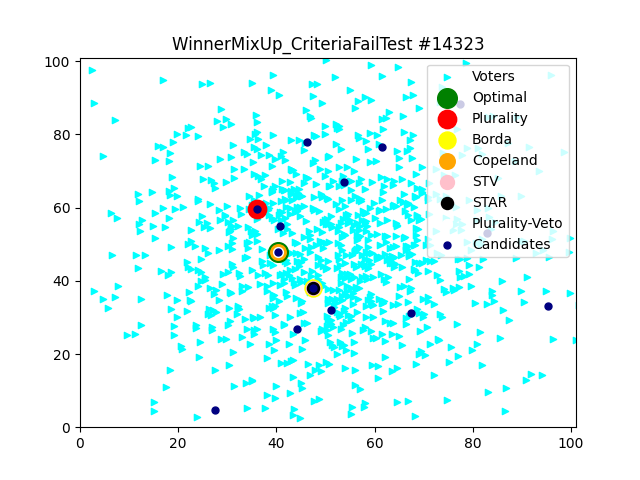 WinnerMixUp_CriteriaFailTest #14323
100
80
60
40
20
0
0 20 40 60 80 100
Voters
Optimal
Plurality
Borda
Copeland
STV
STAR
Plurality-Veto
Candidates